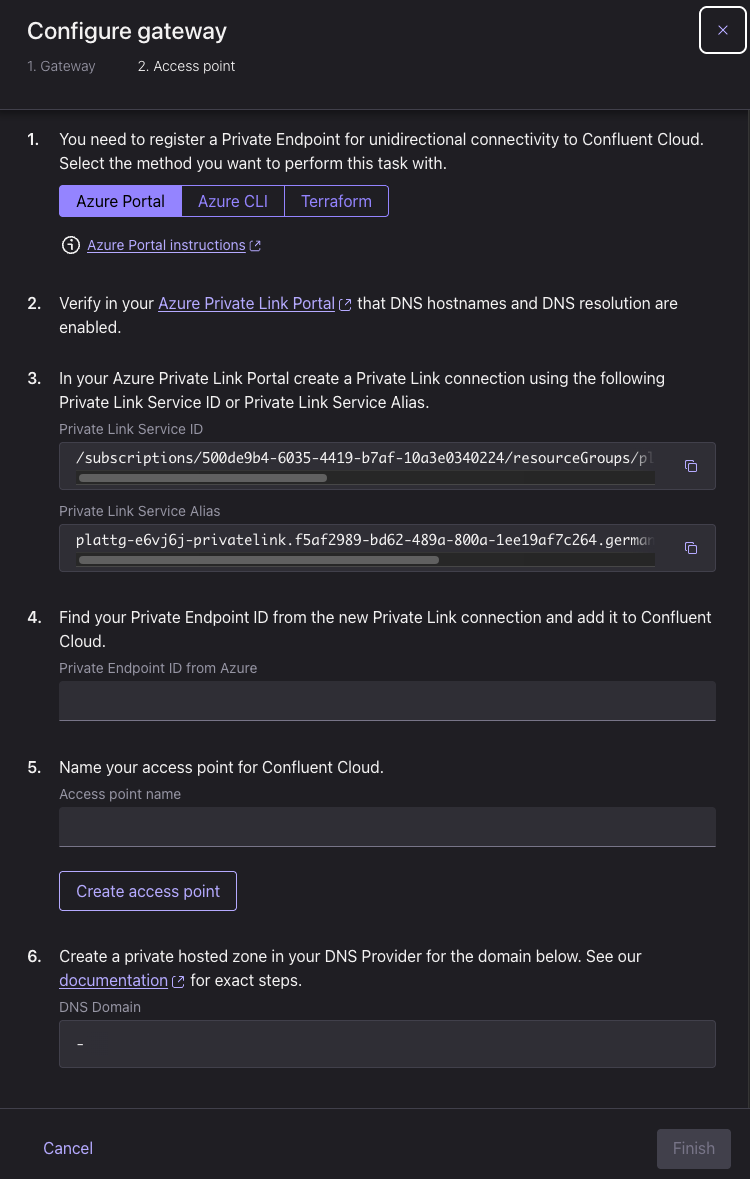 Configure gateway
1. Gateway 2. Access point
1. You need to register a Private Endpoint for unidirectional connectivity to Confluent Cloud.
Select the method you want to perform this task with.
Azure Portal Azure CLI Terraform
Azure Portal instructions
2. Verify in your Azure Private Link Portal that DNS hostnames and DNS resolution are
enabled.
3. In your Azure Private Link Portal create a Private Link connection using the following
Private Link Service ID or Private Link Service Alias.
Private Link Service ID
/subscriptions/500de9b4-6035-4419-b7af-10a3e0340224/resourceGroups/pl
Private Link Service Alias
plattg-e6vj6j-privatelink.f5af2989-bd62-489a-800a-1ee19af7c264.german
4. Find your Private Endpoint ID from the new Private Link connection and add it to Confluent
Cloud.
Private Endpoint ID from Azure
5. Name your access point for Confluent Cloud.
Access point name
Create access point
6. Create a private hosted zone in your DNS Provider for the domain below. See our
documentation for exact steps.
DNS Domain
-
Cancel Finish